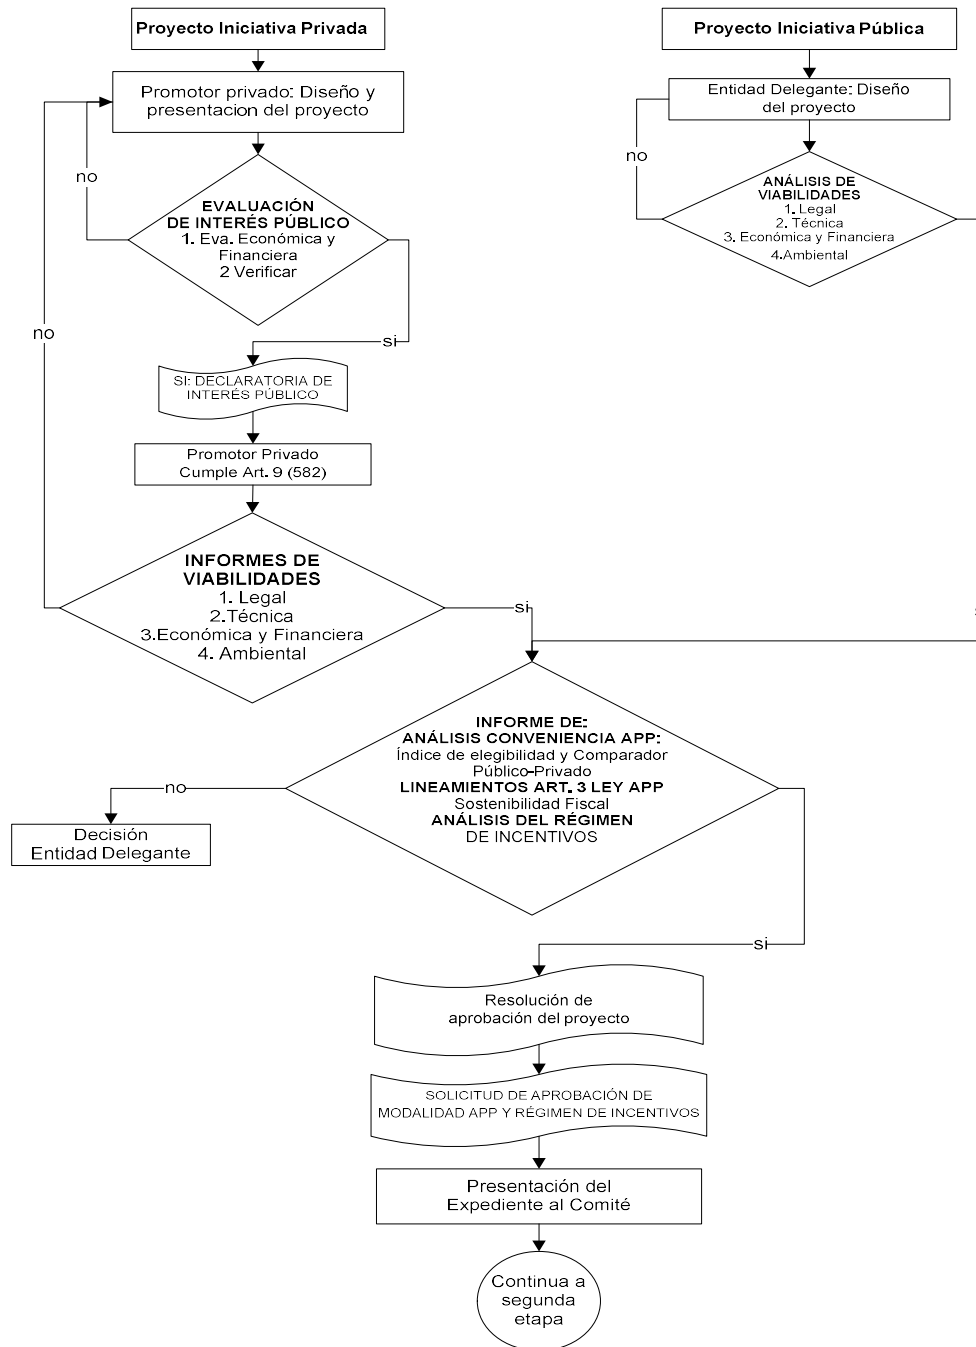 Proyecto Iniciativa Privada
Promotor privado: Diseño y
presentacion del proyecto
no
EVALUACIÓN
DE INTERÉS PÚBLICO
1. Eva. Económica y
Financiera
2 Verificar
no
si
SI: DECLARATORIA DE
INTERÉS PÚBLICO
Promotor Privado
Cumple Art. 9 (582)
INFORMES DE
VIABILIDADES
1. Legal
2.Técnica
3.Económica y Financiera
4. Ambiental
si
Proyecto Iniciativa Pública
Entidad Delegante: Diseño
del proyecto
no
ANÁLISIS DE
VIABILIDADES
1. Legal
2. Técnica
3. Económica y Financiera
4.Ambiental
INFORME DE:
ANÁLISIS CONVENIENCIA APP:
Índice de elegibilidad y Comparador
Público-Privado
LINEAMIENTOS ART. 3 LEY APP
Sostenibilidad Fiscal
ANÁLISIS DEL RÉGIMEN
DE INCENTIVOS
no
Decisión
Entidad Delegante
si
Resolución de
aprobación del proyecto
SOLICITUD DE APROBACIÓN DE
MODALIDAD APP Y RÉGIMEN DE INCENTIVOS
Presentación del
Expediente al Comité
Continua a
segunda
etapa